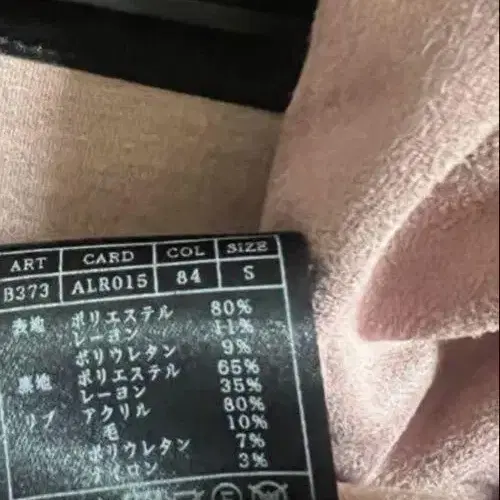 ART CARD COL SIZE
B373 ALR015 84 S
表地 ポリエステル 80%
レーヨン 11%
ポリウレタン 9%
裏地 ポリエステル 65%
レーヨン 35%
リブ アクリル 80%
毛 10%
ポリウレタン 7%
ナイロン 3%